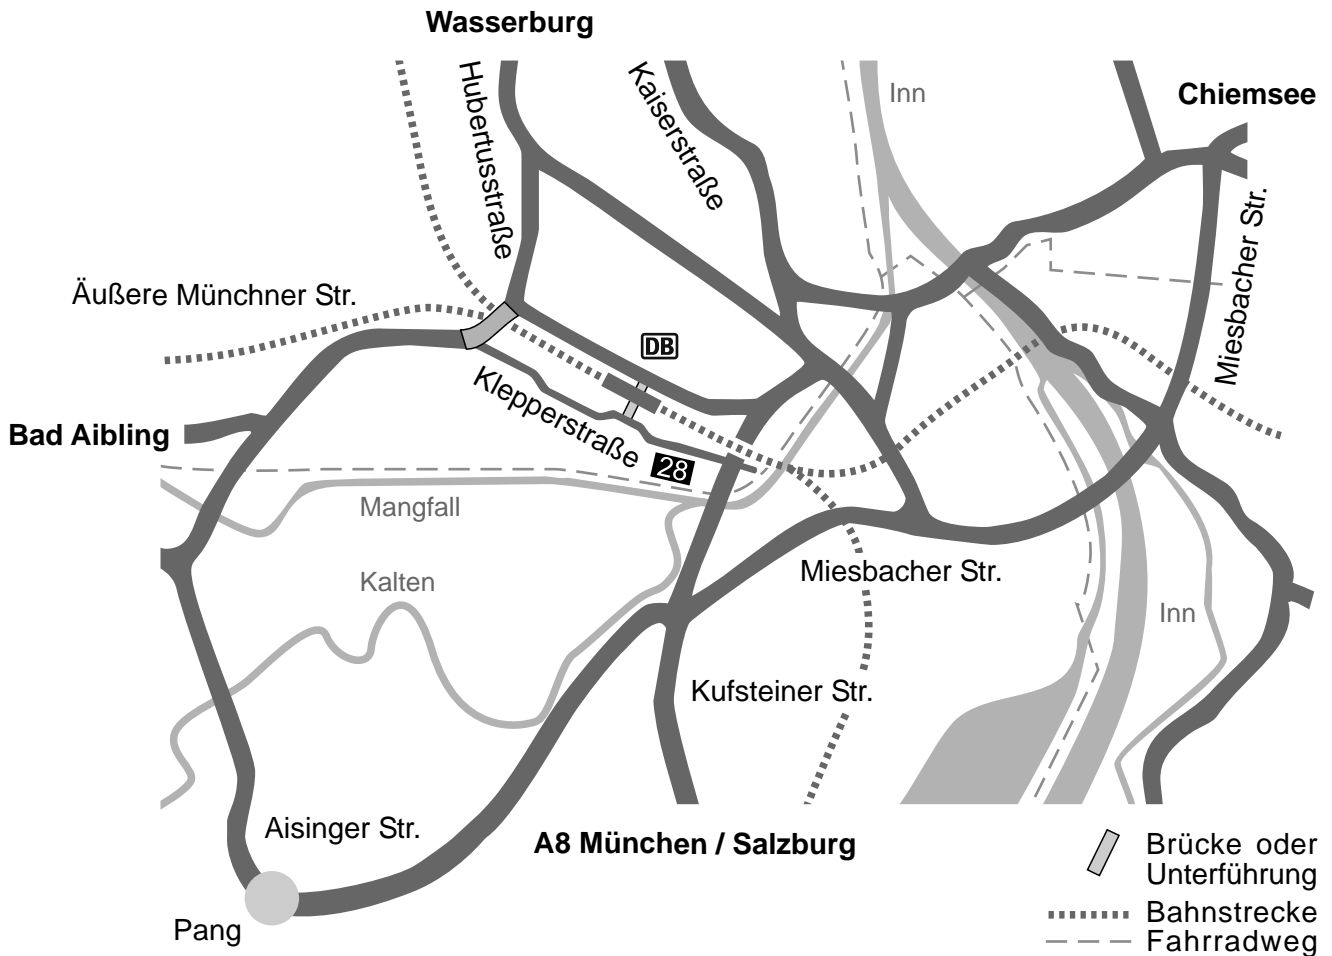 Wasserburg
Hubertusstraße
Kaiserstraße
Inn
Chiemsee
Miesbacher Str.
Äußere Münchner Str.
DB
Klepperstraße
28
Bad Aibling
Mangfall
Kalten
Miesbacher Str.
Inn
Kufsteiner Str.
Aisinger Str.
A8 München / Salzburg
Pang
Brücke oder
Unterführung
Bahnstrecke
Fahrradweg